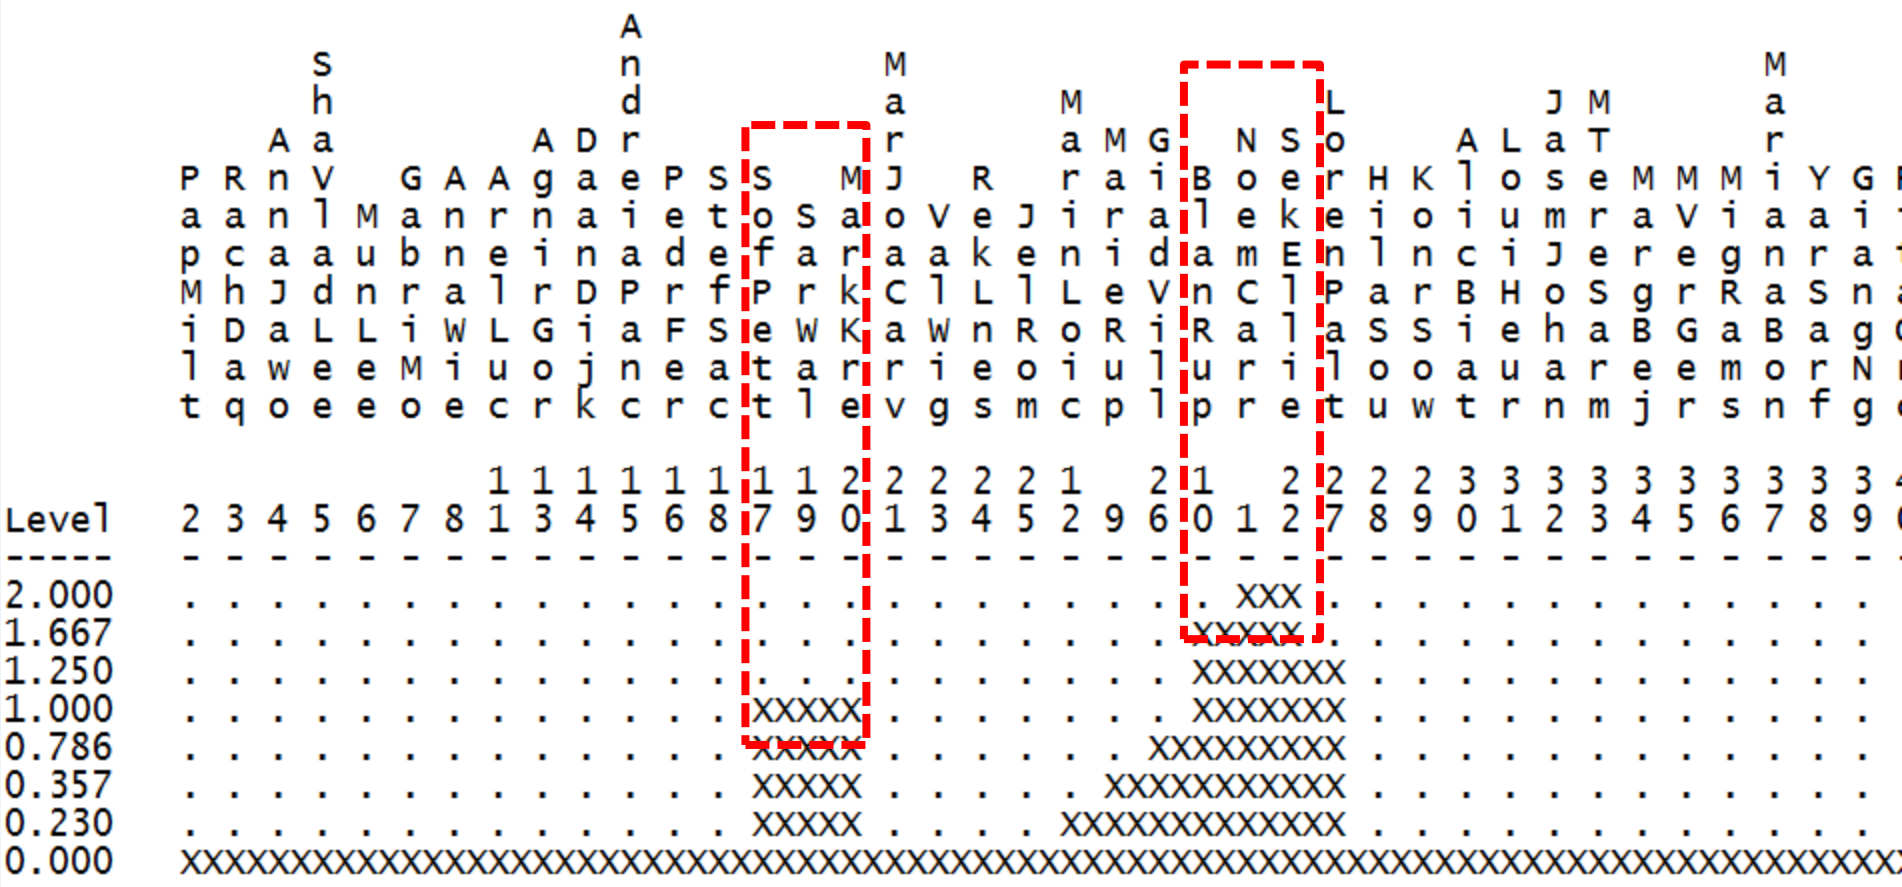 A
S n M M
h d a M L J M a
A a A D r r a M G N S o A L a T r
P R n V G A A g a e P S S M J R r a i B o e r H K l o s e M M M i Y G
a a n l M a n r n a i e t o S a o V e J i r a l e k e i o i u m r a V i a a i
p c a a u b n e i n a d e f a r a a k e n i d a m E n l n c i J e r e g n r a
M h J d n r a l r D P r f P r k C l L l L e V n C l P a r B H o S g r R a S n
i D a L L i W L G i a F S e W K a W n R o R i R a l a S S i e h a B G a B a g
l a w e e M i u o j n e a t a r r i e o i u l u r i l o o a u a r e e m o r N
t q o e e o e c r k c r c t l e v g s m c p l p r e t u w t r n m j r s n f g
1 1 1 1 1 1 1 1 2 2 2 2 2 1 2 1 2 2 2 2 3 3 3 3 3 3 3 3 3 3
Level 2 3 4 5 6 7 8 1 3 4 5 6 8 7 9 0 1 3 4 5 2 9 6 0 1 2 7 8 9 0 1 2 3 4 5 6 7 8 9
----- - - - - - - - - - - - - - - - - - - - - - - - - - - - - - - - - - - - - - - -
2.000 . . . . . . . . . . . . . . . . . . . . . . . . XXX . . . . . . . . . . . . .
1.667 . . . . . . . . . . . . . . . . . . . . . . . XXXXX . . . . . . . . . . . . .
1.250 . . . . . . . . . . . . . . . . . . . . . . . XXXXXXX . . . . . . . . . . . .
1.000 . . . . . . . . . . . . . XXXXX . . . . . . . XXXXXXX . . . . . . . . . . . .
0.786 . . . . . . . . . . . . . XXXXX . . . . . . XXXXXXXXX . . . . . . . . . . . .
0.357 . . . . . . . . . . . . . XXXXX . . . . . XXXXXXXXXXX . . . . . . . . . . . .
0.230 . . . . . . . . . . . . . XXXXX . . . . XXXXXXXXXXXXX . . . . . . . . . . . .
0.000 XXXXXXXXXXXXXXXXXXXXXXXXXXXXXXXXXXXXXXXXXXXXXXXXXXXXXXXXXXXXXXXXXXXXXXXXXXXXXX